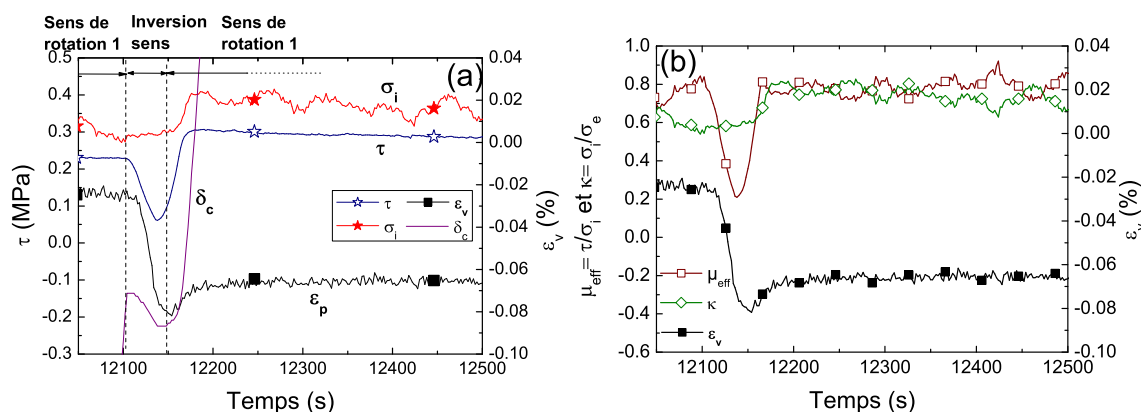 Sens de
rotation 1
Inversion
sens
Sens de
rotation 1
(a)
0.5
0.4
0.3
0.2
0.1
0.0
-0.1
-0.2
-0.3
τ (MPa)
σi
τ
δc
εp
τ
εv
σi
δc
0.04
0.02
0.00
-0.02
-0.04
-0.06
-0.08
-0.10
εv (%)
12100 12200 12300 12400 12500
Temps (s)
(b)
1.0
0.8
0.6
0.4
0.2
0.0
-0.2
-0.4
-0.6
μeff= τ/σi et κ= σi/σe
μeff
κ
εv
0.04
0.02
0.00
-0.02
-0.04
-0.06
-0.08
-0.10
εv (%)
12100 12200 12300 12400 12500
Temps (s)